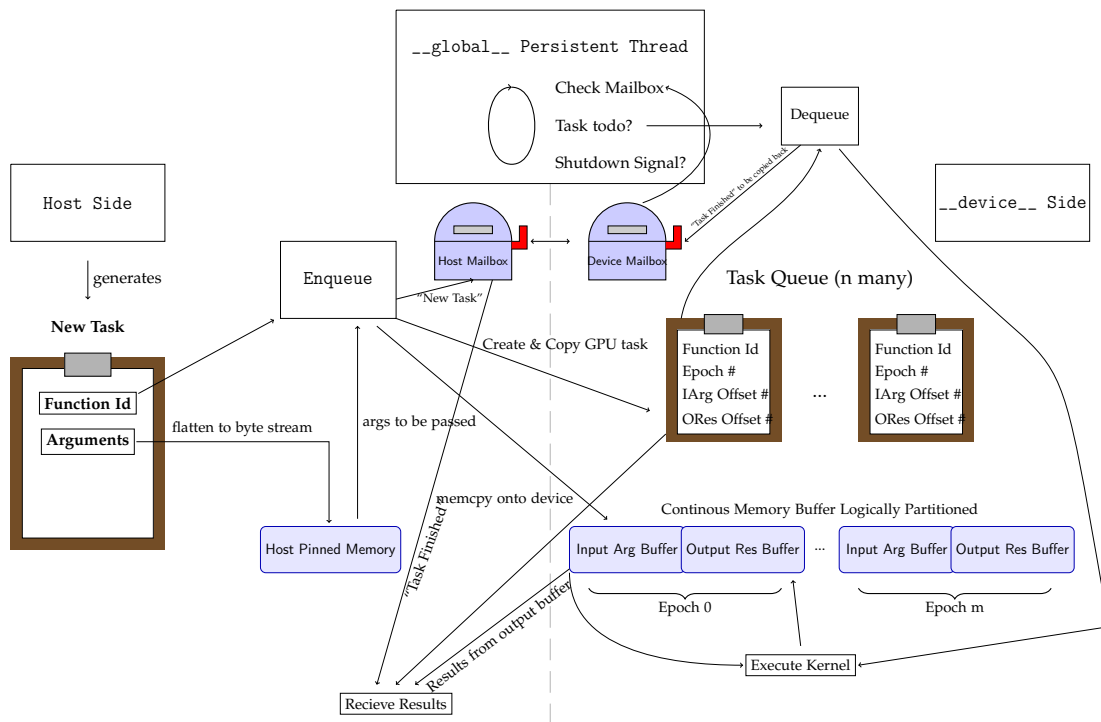 __global__ Persistent Thread
Check Mailbox
Task todo?
Shutdown Signal?
Dequeue
"Task Finished" to be copied back
Host Side
__device__ Side
Host Mailbox
Device Mailbox
generates
Enqueue
"New Task"
Task Queue (n many)
New Task
Create & Copy GPU task
Function Id
Epoch #
IArg Offset #
ORes Offset #
...
Function Id
Epoch #
IArg Offset #
ORes Offset #
Function Id
Arguments
flatten to byte stream
args to be passed
memcpy onto device
"Task Finished"
Continous Memory Buffer Logically Partitioned
Host Pinned Memory
Input Arg Buffer
Output Res Buffer
...
Input Arg Buffer
Output Res Buffer
Epoch 0
Epoch m
Results from output buffer
Execute Kernel
Recieve Results